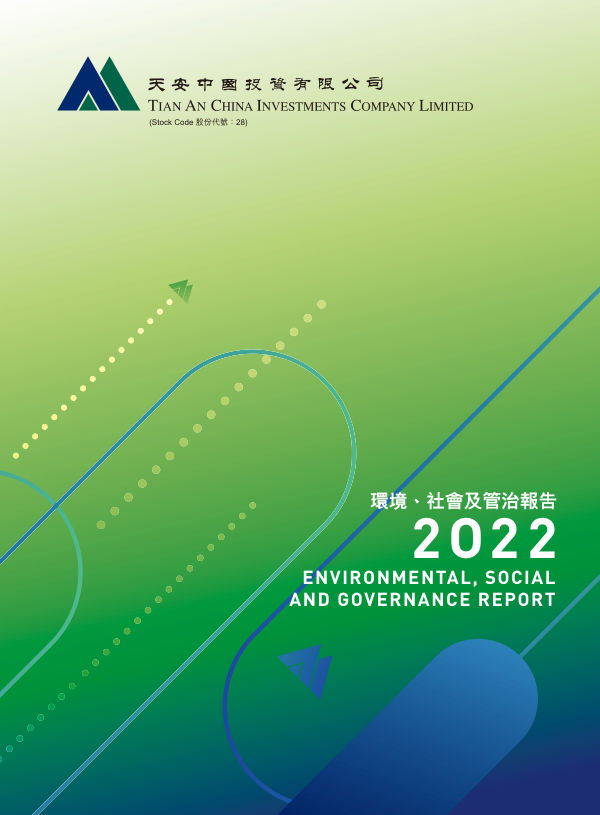 天安中國投資有限公司
TIAN AN CHINA INVESTMENTS COMPANY LIMITED
(Stock Code 股份代號：28)
環境、社會及管治報告
2022
ENVIRONMENTAL, SOCIAL
AND GOVERNANCE REPORT